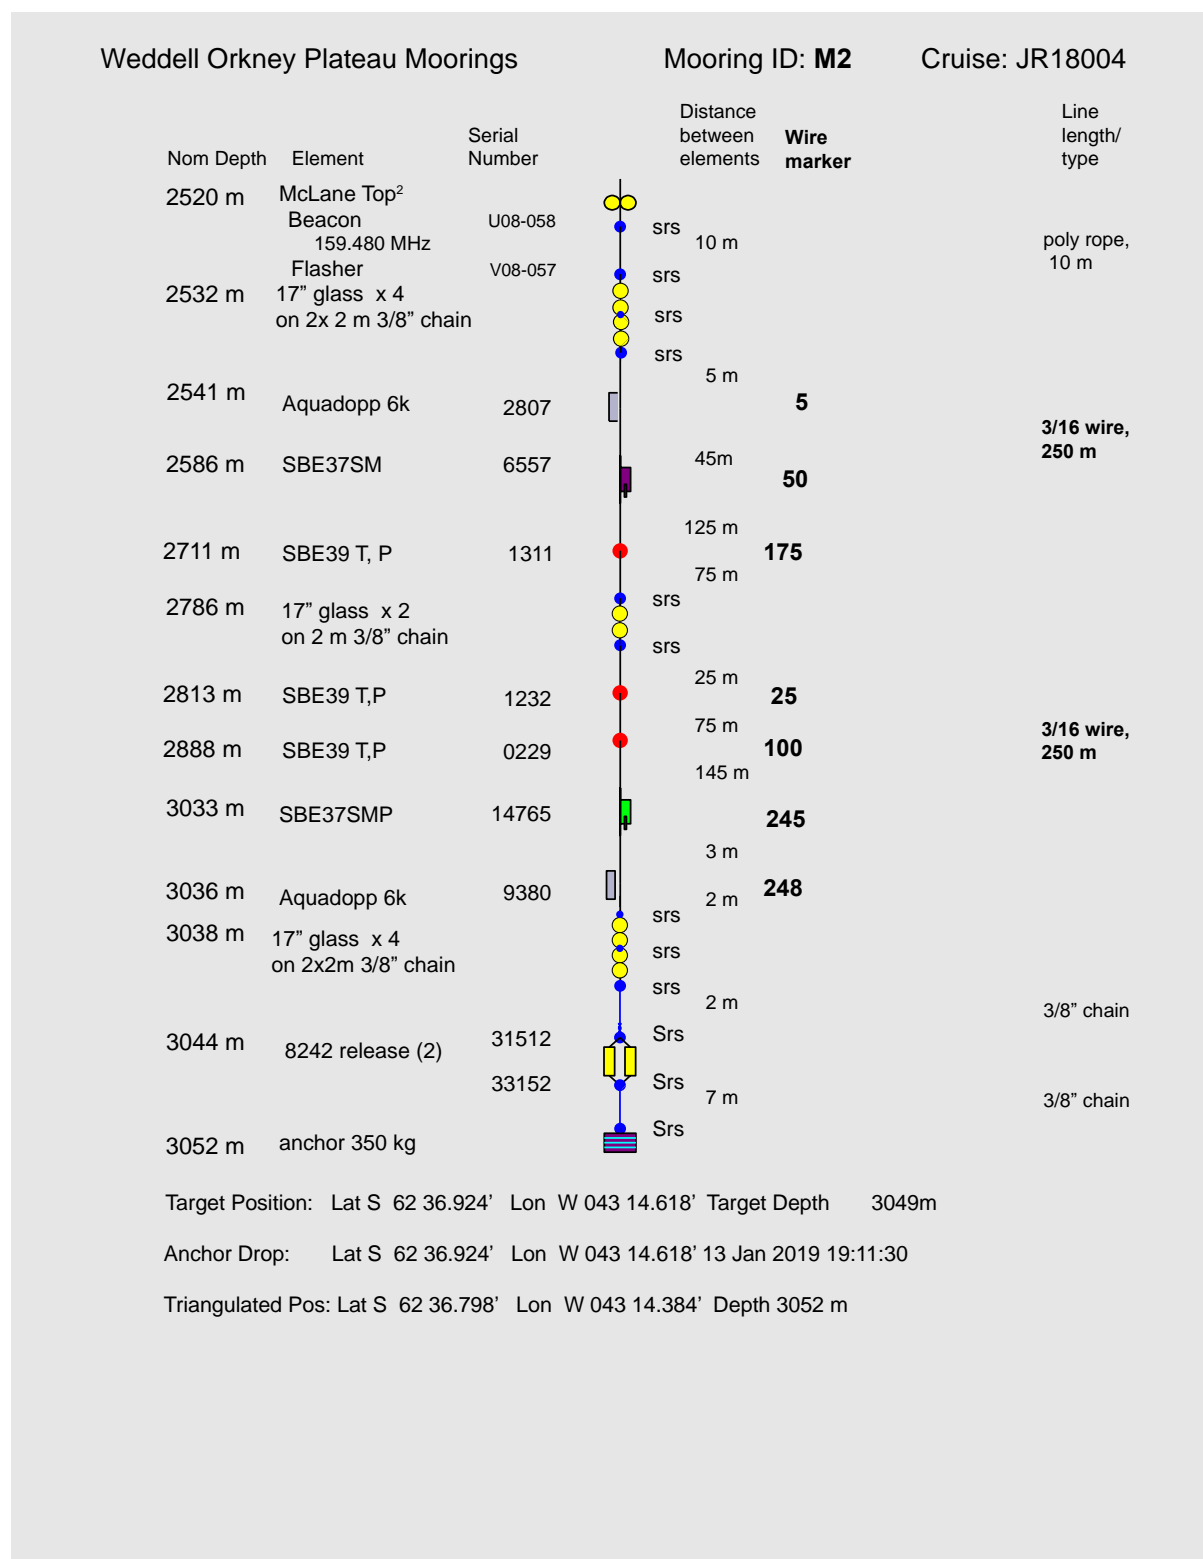 Weddell Orkney Plateau Moorings Mooring ID: M2 Cruise: JR18004
Nom Depth Element Serial Number Distance between elements Wire marker Line length/ type
2520 m McLane Top²
Beacon U08-058 srs
159.480 MHz 10 m poly rope, 10 m
Flasher V08-057 srs
2532 m 17” glass x 4
on 2x 2 m 3/8” chain srs
srs
5 m
2541 m Aquadopp 6k 2807 5
3/16 wire, 250 m
2586 m SBE37SM 6557 45m 50
125 m
2711 m SBE39 T, P 1311 175
75 m
2786 m 17” glass x 2 srs
on 2 m 3/8” chain srs
25 m
2813 m SBE39 T,P 1232 25
75 m
2888 m SBE39 T,P 0229 100 3/16 wire, 250 m
145 m
3033 m SBE37SMP 14765 245
3 m
3036 m Aquadopp 6k 9380 2 m 248
srs
3038 m 17” glass x 4 srs
on 2x2m 3/8” chain
srs
2 m 3/8” chain
3044 m 8242 release (2) 31512 Srs
33152 Srs
7 m 3/8” chain
Srs
3052 m anchor 350 kg
Target Position: Lat S 62 36.924’ Lon W 043 14.618’ Target Depth 3049m
Anchor Drop: Lat S 62 36.924’ Lon W 043 14.618’ 13 Jan 2019 19:11:30
Triangulated Pos: Lat S 62 36.798’ Lon W 043 14.384’ Depth 3052 m